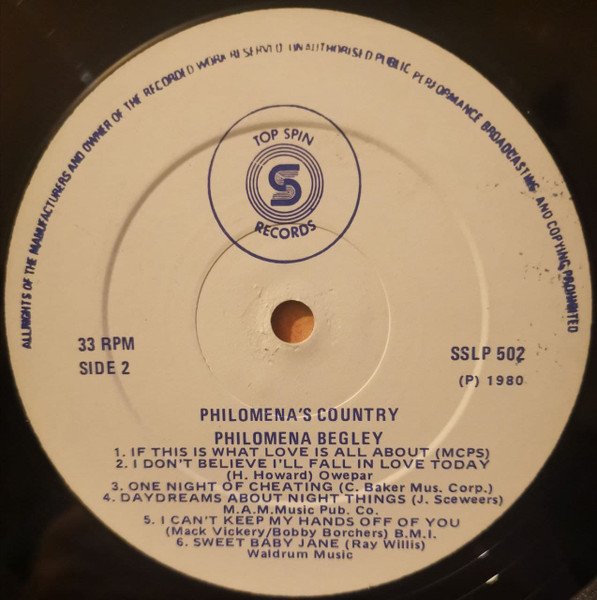 ALL RIGHTS OF THE MANUFACTURERS AND OWNER OF THE RECORDED WORK RESERVED. UNAUTHORISED PUBLIC PERFORMANCE BROADCASTING AND COPYING PROHIBITED
TOP SPIN
S
RECORDS
33 RPM
SIDE 2
SSLP 502
(P) 1980
PHILOMENA'S COUNTRY
PHILOMENA BEGLEY
1. IF THIS IS WHAT LOVE IS ALL ABOUT (MCPS)
2. I DON'T BELIEVE I'LL FALL IN LOVE TODAY
(H. Howard) Owepar
3. ONE NIGHT OF CHEATING (C. Baker Mus. Corp.)
4. DAYDREAMS ABOUT NIGHT THINGS (J. Sceweers)
M.A.M.Music Pub. Co.
5. I CAN'T KEEP MY HANDS OFF OF YOU
(Mack Vickery/Bobby Borchers) B.M.I.
6. SWEET BABY JANE (Ray Willis)
Waldrum Music